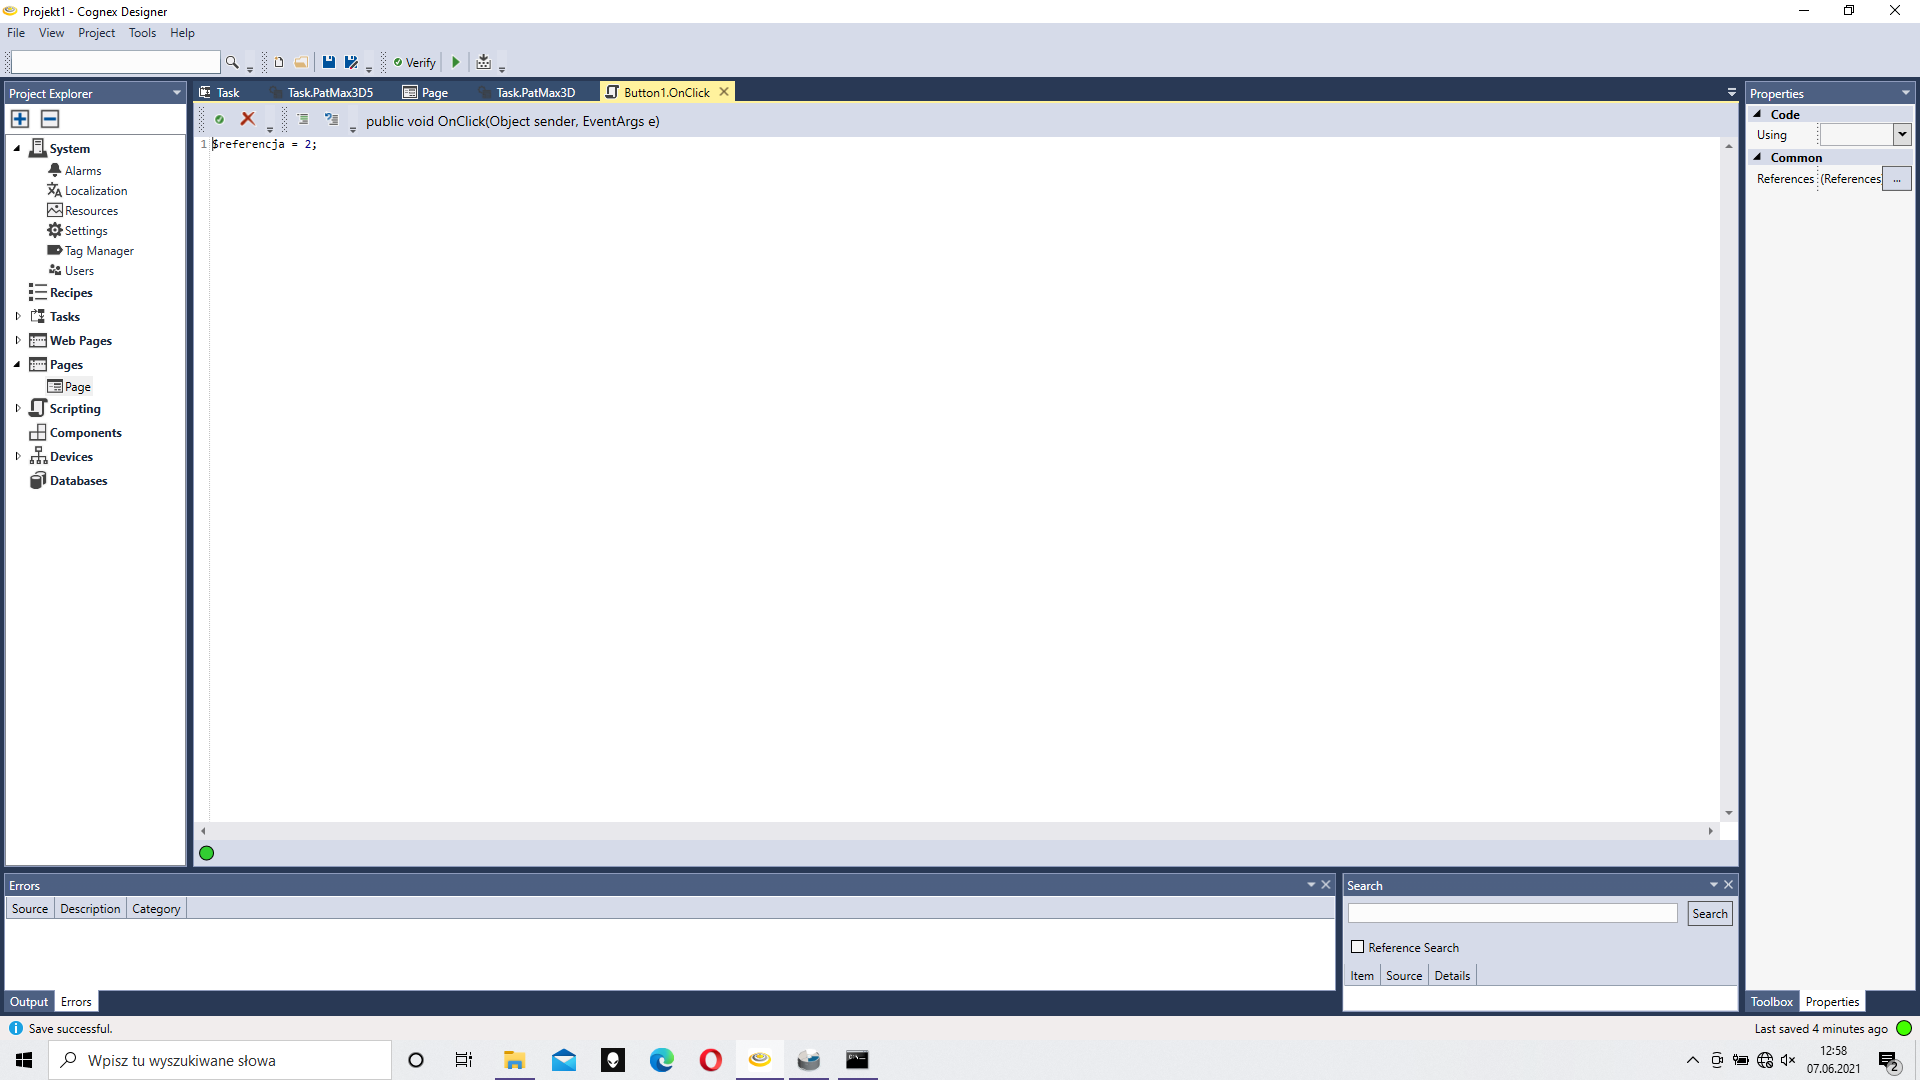 Projekt1 - Cognex Designer
File View Project Tools Help
Verify
Project Explorer
Task Task.PatMax3D5 Page Task.PatMax3D Button1.OnClick
public void OnClick(Object sender, EventArgs e)
1 $referencja = 2;
System
Alarms
Localization
Resources
Settings
Tag Manager
Users
Recipes
Tasks
Web Pages
Pages
Page
Scripting
Components
Devices
Databases
Properties
Code
Using
Common
References (References ...
Errors
Source Description Category
Output Errors
Search
Search
Reference Search
Item Source Details
Toolbox Properties
Save successful.
Last saved 4 minutes ago
Wpisz tu wyszukiwane słowa
12:58
07.06.2021
2